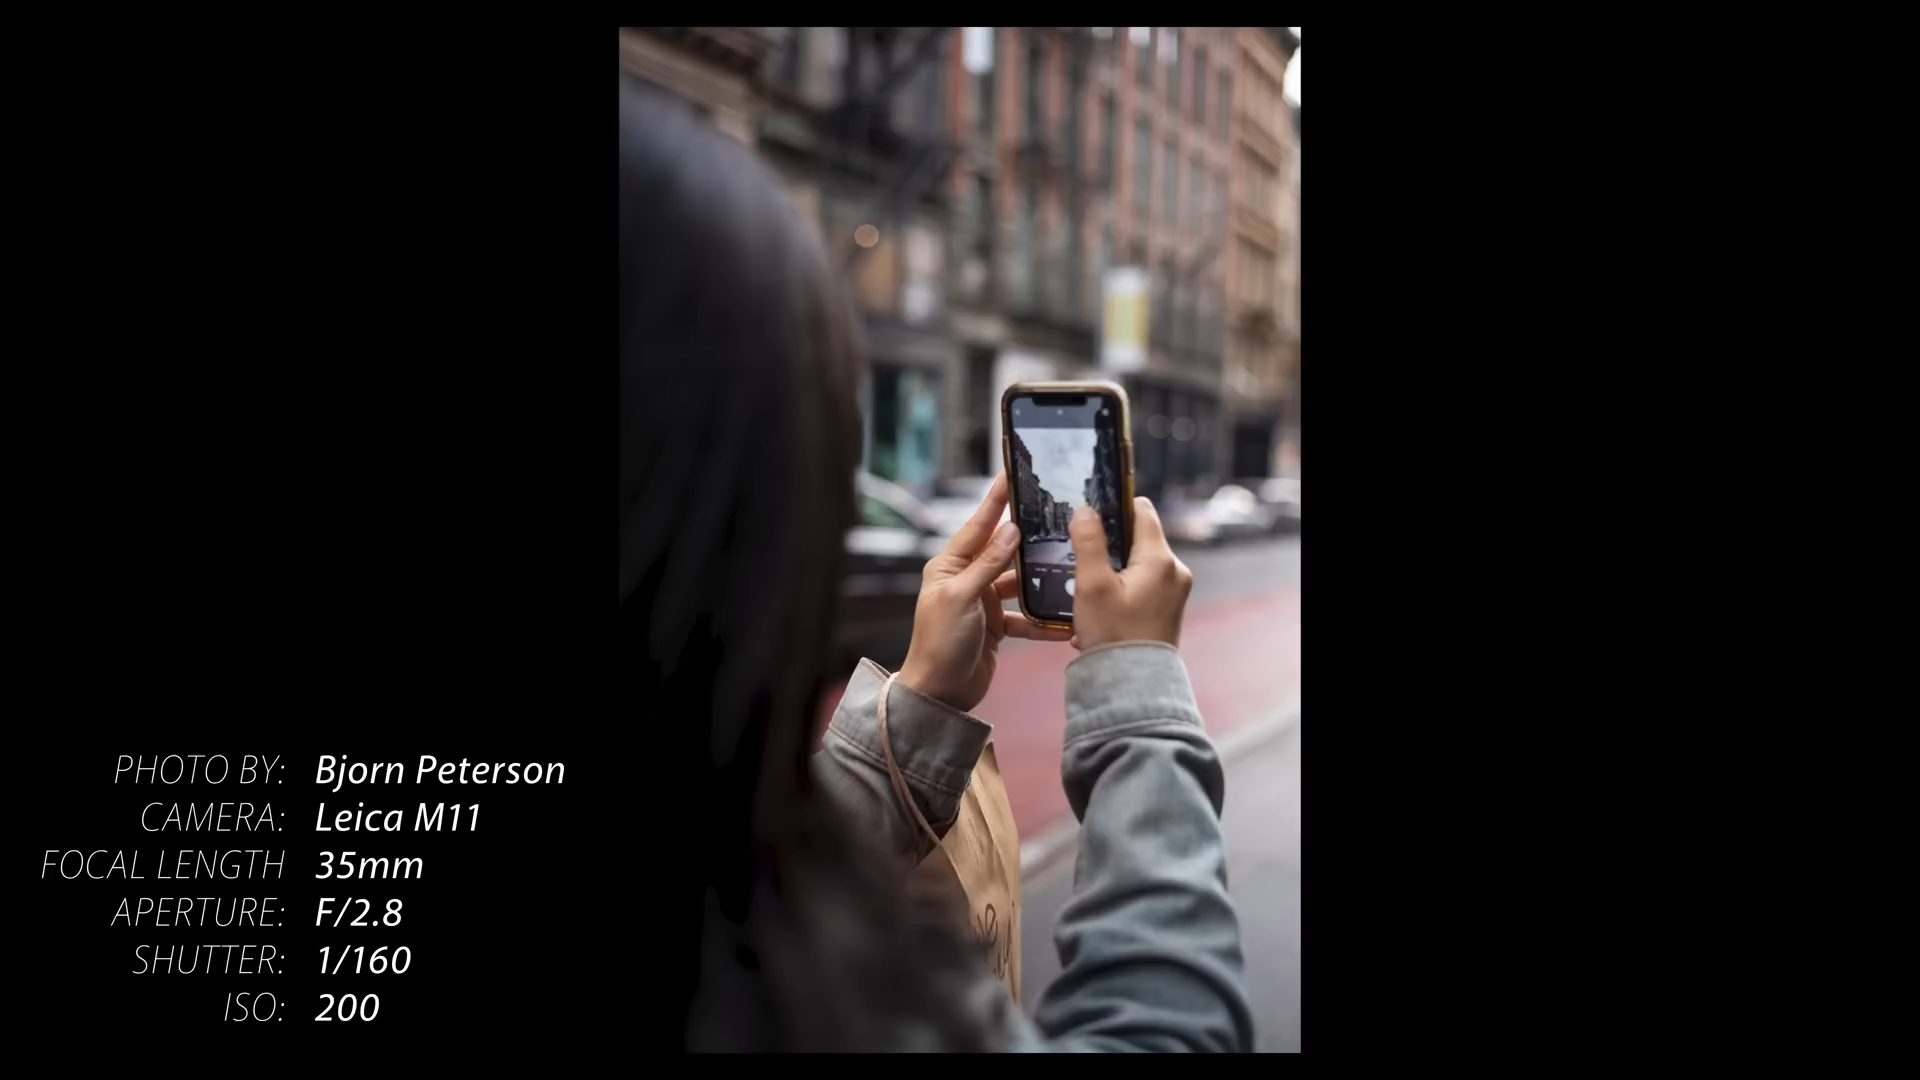 PHOTO BY: Bjorn Peterson
CAMERA: Leica M11
FOCAL LENGTH 35mm
APERTURE: F/2.8
SHUTTER: 1/160
ISO: 200